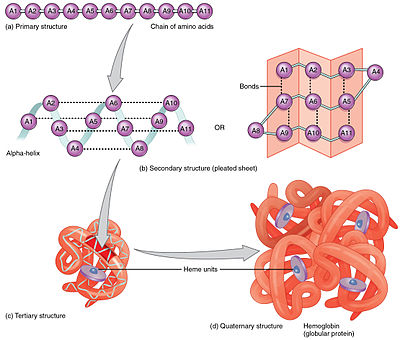 A1 A2 A3 A4 A5 A6 A7 A8 A9 A10 A11
(a) Primary structure
Chain of amino acids
A2 A6 A10
A1 A5 A9
A3 A7 A11
A4 A8
Alpha-helix
OR
A1 A2 A3 A4
Bonds
A7 A6 A5
A8 A9 A10 A11
(b) Secondary structure (pleated sheet)
Heme units
(c) Tertiary structure
(d) Quaternary structure
Hemoglobin
(globular protein)